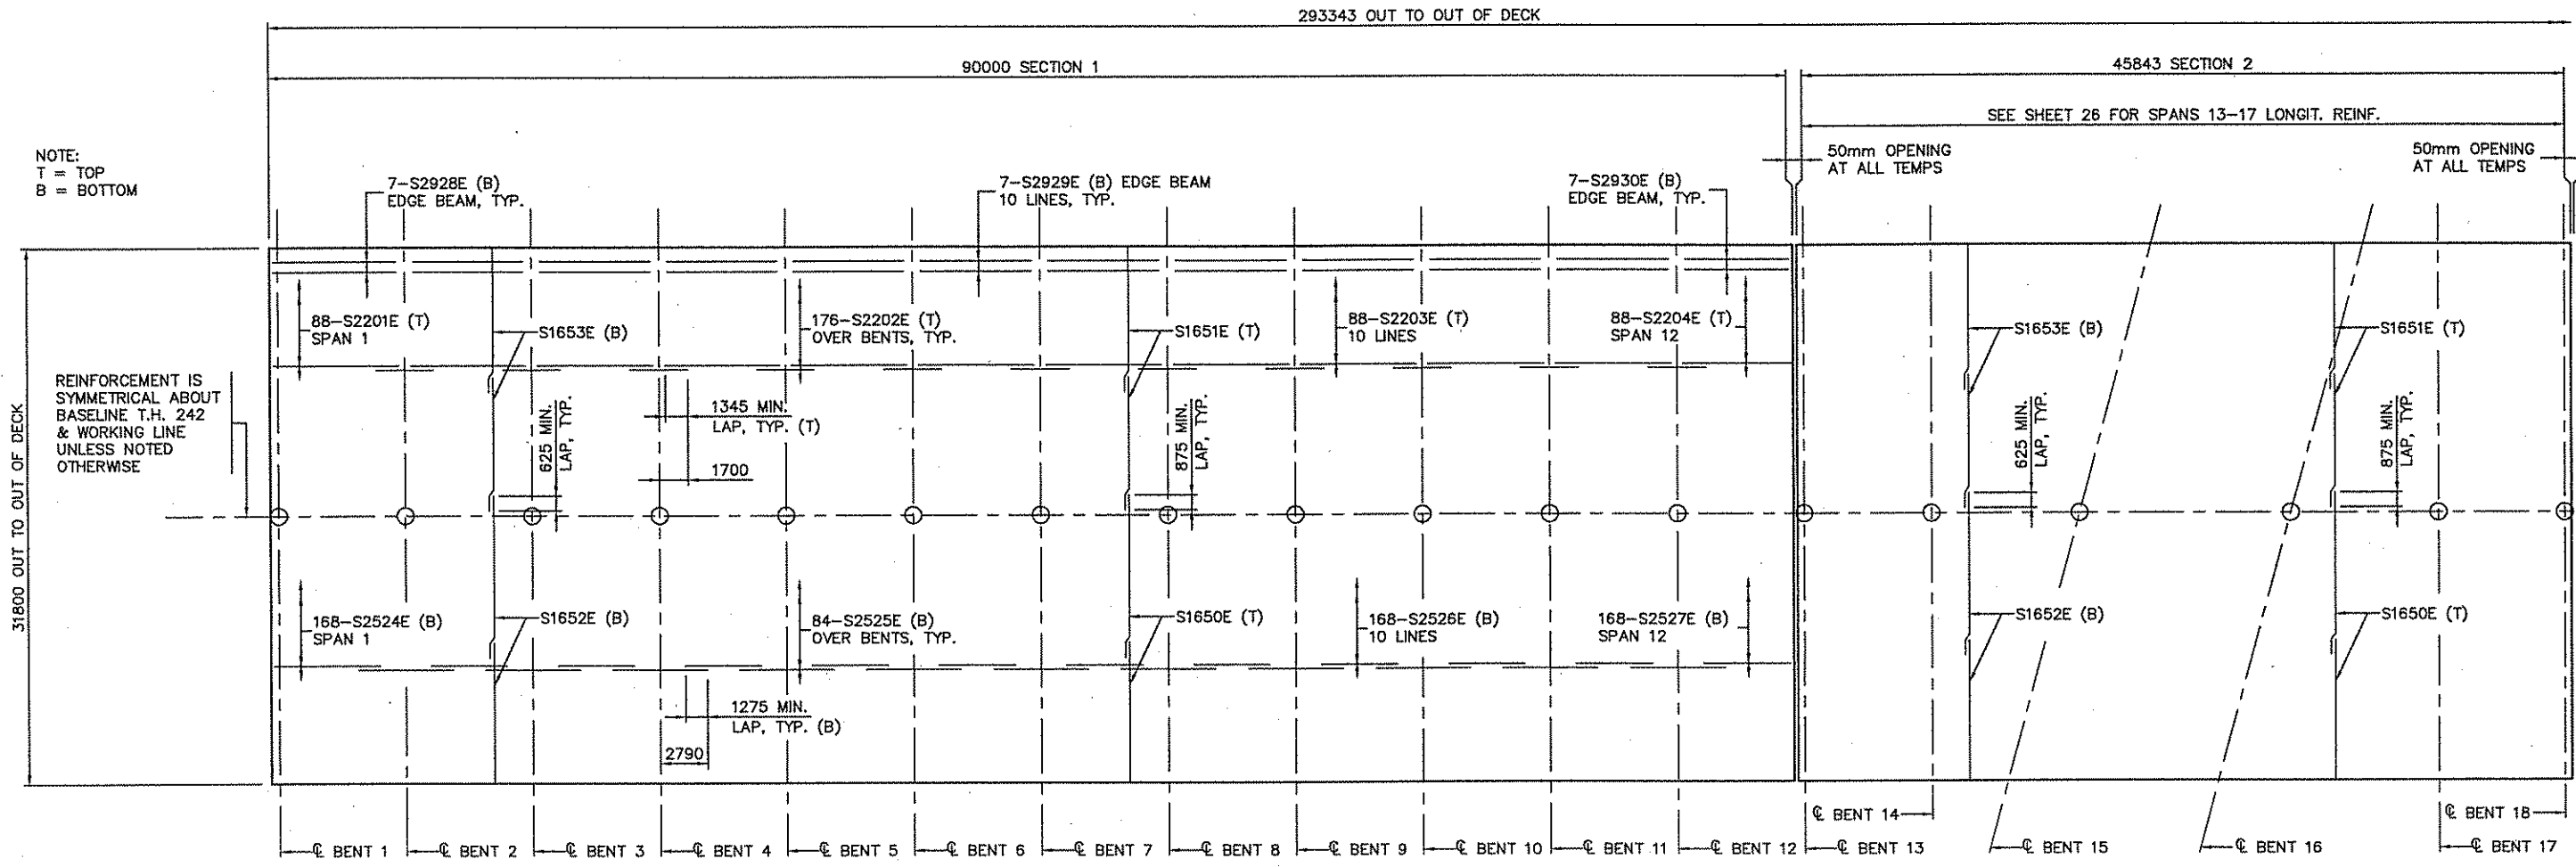 293343 OUT TO OUT OF DECK
90000 SECTION 1
45843 SECTION 2
SEE SHEET 26 FOR SPANS 13-17 LONGIT. REINF.
50mm OPENING
AT ALL TEMPS
50mm OPENING
AT ALL TEMPS
NOTE:
T = TOP
B = BOTTOM
7-S2928E (B)
EDGE BEAM, TYP.
7-S2929E (B) EDGE BEAM
10 LINES, TYP.
7-S2930E (B)
EDGE BEAM, TYP.
88-S2201E (T)
SPAN 1
S1653E (B)
176-S2202E (T)
OVER BENTS, TYP.
S1651E (T)
88-S2203E (T)
10 LINES
88-S2204E (T)
SPAN 12
S1653E (B)
S1651E (T)
REINFORCEMENT IS
SYMMETRICAL ABOUT
BASELINE T.H. 242
& WORKING LINE
UNLESS NOTED
OTHERWISE
31800 OUT TO OUT OF DECK
625 MIN.
LAP, TYP.
1345 MIN.
LAP, TYP. (T)
1700
875 MIN.
LAP, TYP.
625 MIN.
LAP, TYP.
875 MIN.
LAP, TYP.
168-S2524E (B)
SPAN 1
S1652E (B)
84-S2525E (B)
OVER BENTS, TYP.
S1650E (T)
168-S2526E (B)
10 LINES
168-S2527E (B)
SPAN 12
S1652E (B)
S1650E (T)
1275 MIN.
LAP, TYP. (B)
2790
℄ BENT 14
℄ BENT 18
℄ BENT 1
℄ BENT 2
℄ BENT 3
℄ BENT 4
℄ BENT 5
℄ BENT 6
℄ BENT 7
℄ BENT 8
℄ BENT 9
℄ BENT 10
℄ BENT 11
℄ BENT 12
℄ BENT 13
℄ BENT 15
℄ BENT 16
℄ BENT 17